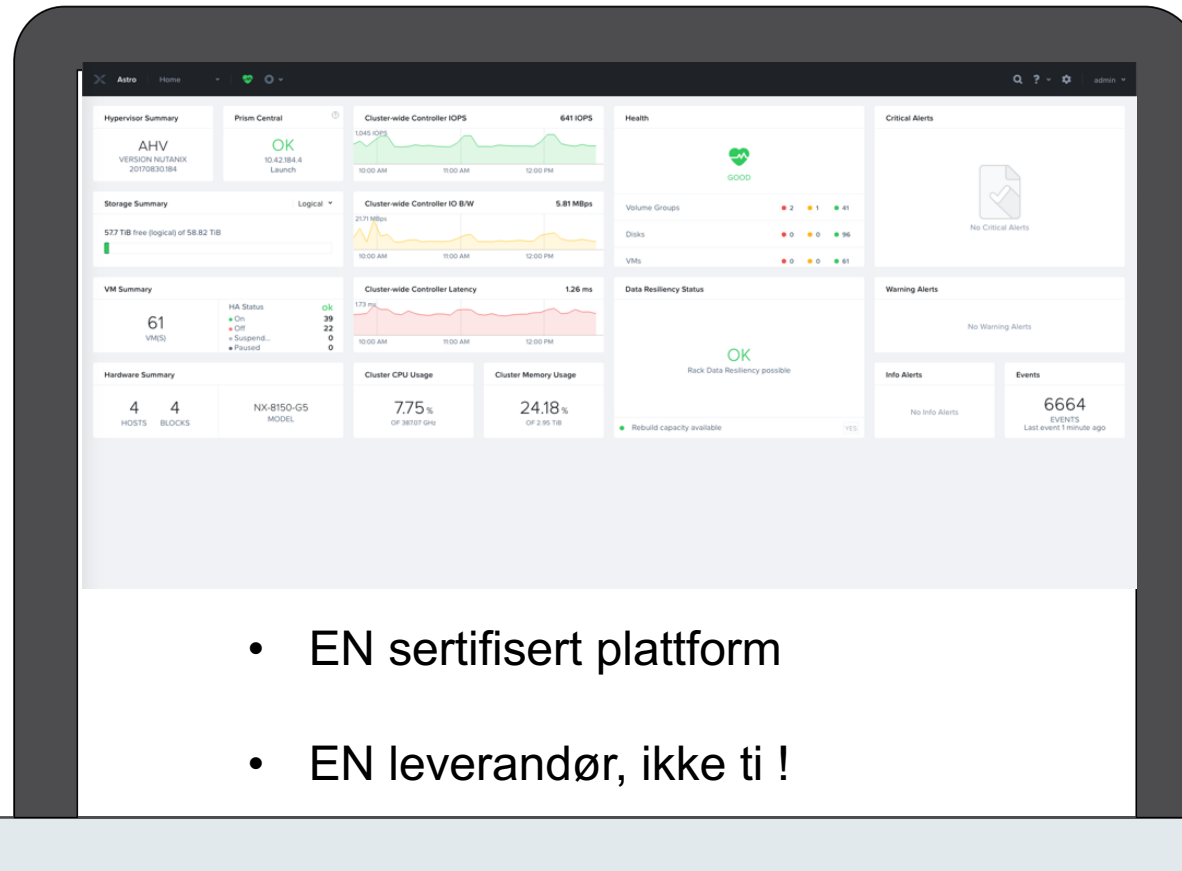 Astro Home
? admin
Hypervisor Summary
AHV
VERSION NUTANIX
20170830.184
Prism Central
OK
10.42.184.4
Launch
Cluster-wide Controller IOPS 641 IOPS
1,045 IOPS
10:00 AM 11:00 AM 12:00 PM
Health
GOOD
Volume Groups 2 1 41
Disks 0 0 96
VMs 0 0 61
Critical Alerts
No Critical Alerts
Storage Summary Logical
57.7 TiB free (logical) of 58.82 TiB
Cluster-wide Controller IO B/W 5.81 MBps
21.71 MBps
10:00 AM 11:00 AM 12:00 PM
VM Summary
61
VM(S)
HA Status ok
On 39
Off 22
Suspend... 0
Paused 0
Cluster-wide Controller Latency 1.26 ms
1.73 ms
10:00 AM 11:00 AM 12:00 PM
Data Resiliency Status
OK
Rack Data Resiliency possible
Rebuild capacity available YES
Warning Alerts
No Warning Alerts
Hardware Summary
4 4
HOSTS BLOCKS
NX-8150-G5
MODEL
Cluster CPU Usage
7.75 %
OF 387.07 GHz
Cluster Memory Usage
24.18 %
OF 2.95 TiB
Info Alerts
No Info Alerts
Events
6664
EVENTS
Last event 1 minute ago
• EN sertifisert plattform
• EN leverandør, ikke ti !